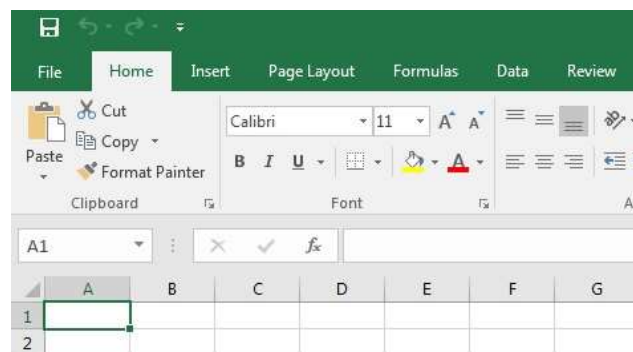 File Home Insert Page Layout Formulas Data Review
Cut
Calibri 11 A A
Copy
Paste
Format Painter
B I U A
Clipboard Font
A1 fx
A B C D E F G
1
2